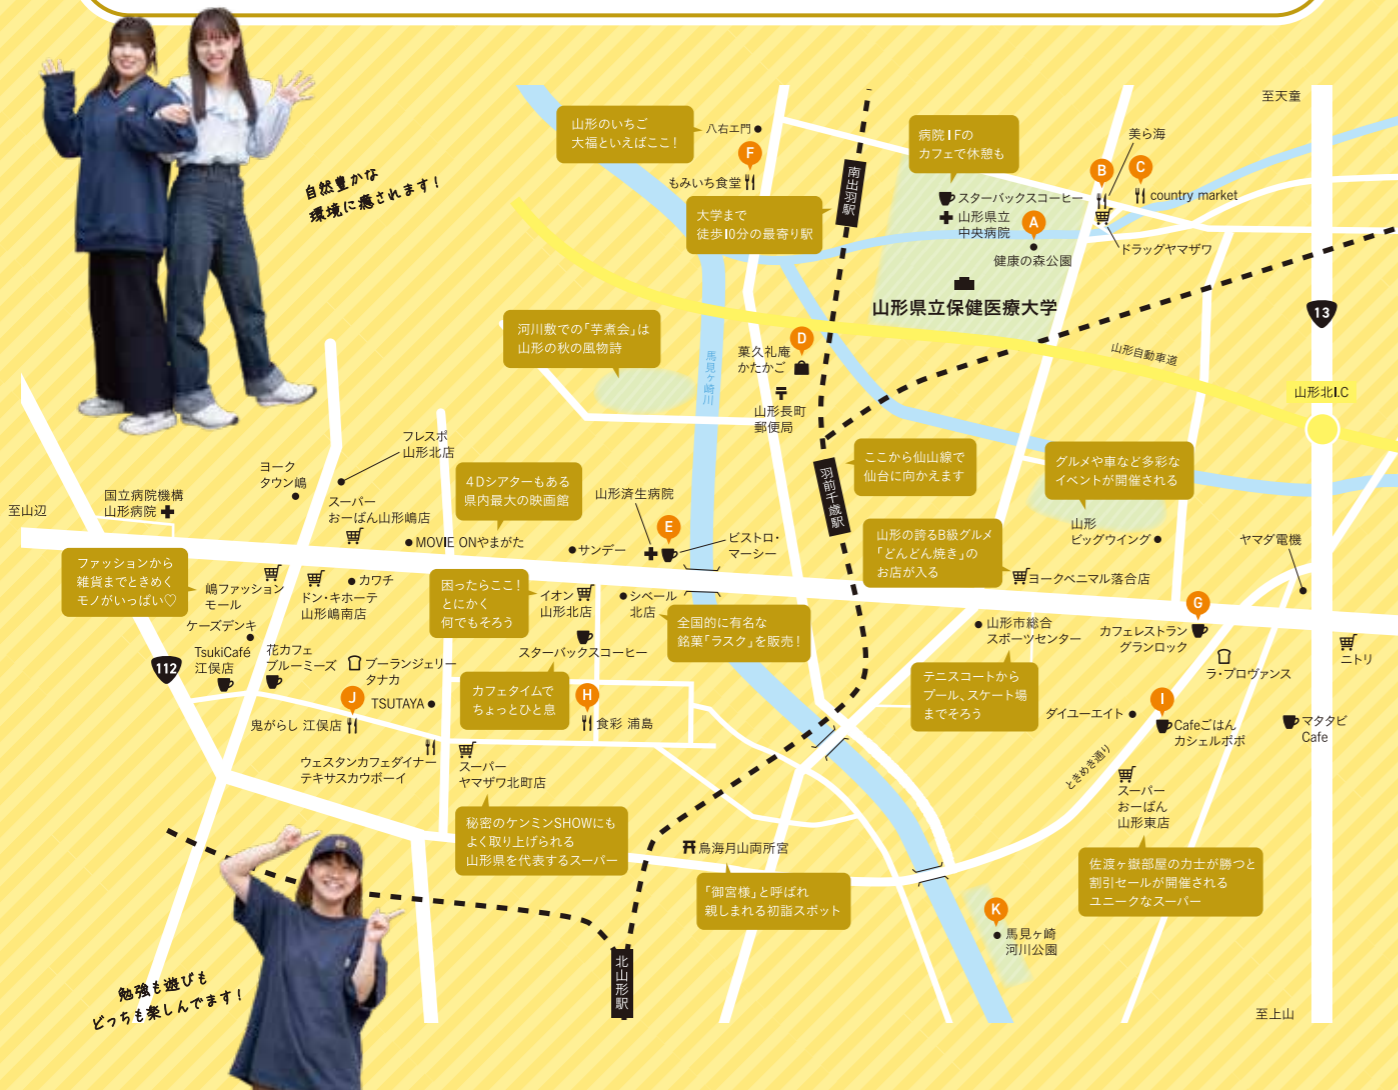 自然豊かな
環境に癒されます!
山形のいちご
大福といえばここ!
八右エ門
F
もみいち食堂
大学まで
徒歩10分の最寄り駅
南出羽駅
病院1Fの
カフェで休憩も
スターバックスコーヒー
山形県立
中央病院
A
健康の森公園
山形県立保健医療大学
B
美ら海
C
country market
ドラッグヤマザワ
至天童
13
山形自動車道
山形北I.C
河川敷での「芋煮会」は
山形の秋の風物詩
馬見ヶ崎川
D
菓久礼庵
かたかご
山形長町
郵便局
羽前千歳駅
ここから仙山線で
仙台に向かえます
グルメや車など多彩な
イベントが開催される
山形
ビッグウイング
ヤマダ電機
山形の誇るB級グルメ
「どんどん焼き」の
お店が入る
ヨークベニマル落合店
フレスポ
山形北店
ヨーク
タウン嶋
国立病院機構
山形病院
至山辺
スーパー
おーばん山形嶋店
4Dシアターもある
県内最大の映画館
MOVIE ONやまがた
山形済生病院
E
サンデー
ビストロ・
マーシー
ファッションから
雑貨までときめく
モノがいっぱい♡
嶋ファッション
モール
ドン・キホーテ
山形嶋南店
カワチ
困ったらここ!
とにかく
何でもそろう
イオン
山形北店
シベール
北店
全国的に有名な
銘菓「ラスク」を販売!
スターバックスコーヒー
カフェタイムで
ちょっとひと息
ケーズデンキ
TsukiCafé
江俣店
花カフェ
ブルーミーズ
ブーランジェリー
タナカ
112
J
鬼がらし 江俣店
TSUTAYA
H
食彩 浦島
ウェスタンカフェダイナー
テキサスカウボーイ
スーパー
ヤマザワ北町店
秘密のケンミンSHOWにも
よく取り上げられる
山形県を代表するスーパー
山形市総合
スポーツセンター
テニスコートから
プール、スケート場
までそろう
G
カフェレストラン
グランロック
ラ・プロヴァンス
ニトリ
ダイユーエイト
I
Cafeごはん
カシェルポポ
マタタビ
Cafe
ときめき通り
スーパー
おーばん
山形東店
佐渡ヶ嶽部屋の力士が勝つと
割引セールが開催される
ユニークなスーパー
鳥海月山両所宮
「御宮様」と呼ばれ
親しまれる初詣スポット
K
馬見ヶ崎
河川公園
北山形駅
至上山
勉強も遊びも
どっちも楽しんでます!